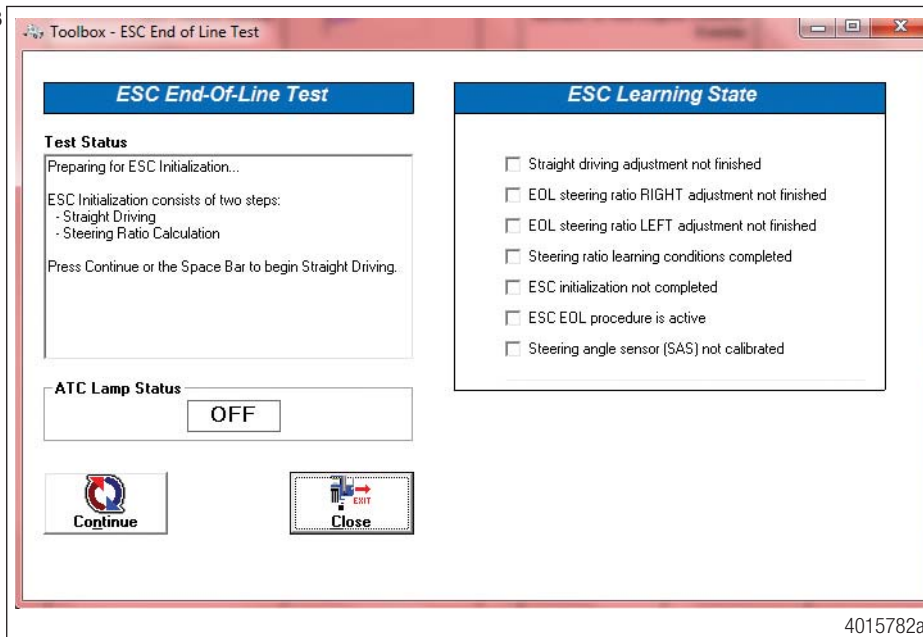 Toolbox - ESC End of Line Test
ESC End-Of-Line Test
Test Status
Preparing for ESC Initialization...
ESC Initialization consists of two steps:
- Straight Driving
- Steering Ratio Calculation
Press Continue or the Space Bar to begin Straight Driving.
ATC Lamp Status
OFF
Continue
EXIT
Close
ESC Learning State
Straight driving adjustment not finished
EOL steering ratio RIGHT adjustment not finished
EOL steering ratio LEFT adjustment not finished
Steering ratio learning conditions completed
ESC initialization not completed
ESC EOL procedure is active
Steering angle sensor (SAS) not calibrated
4015782a